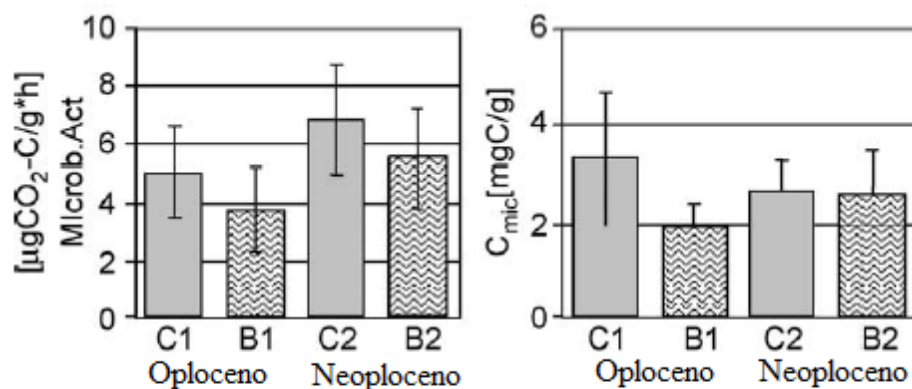 [µgCO₂-C/g*h]
MIcrolb.Act
10
8
6
4
2
0
C1 B1 C2 B2
Oploceno Neoploceno
Cmic[mgC/g]
6
4
2
0
C1 B1 C2 B2
Oploceno Neoploceno